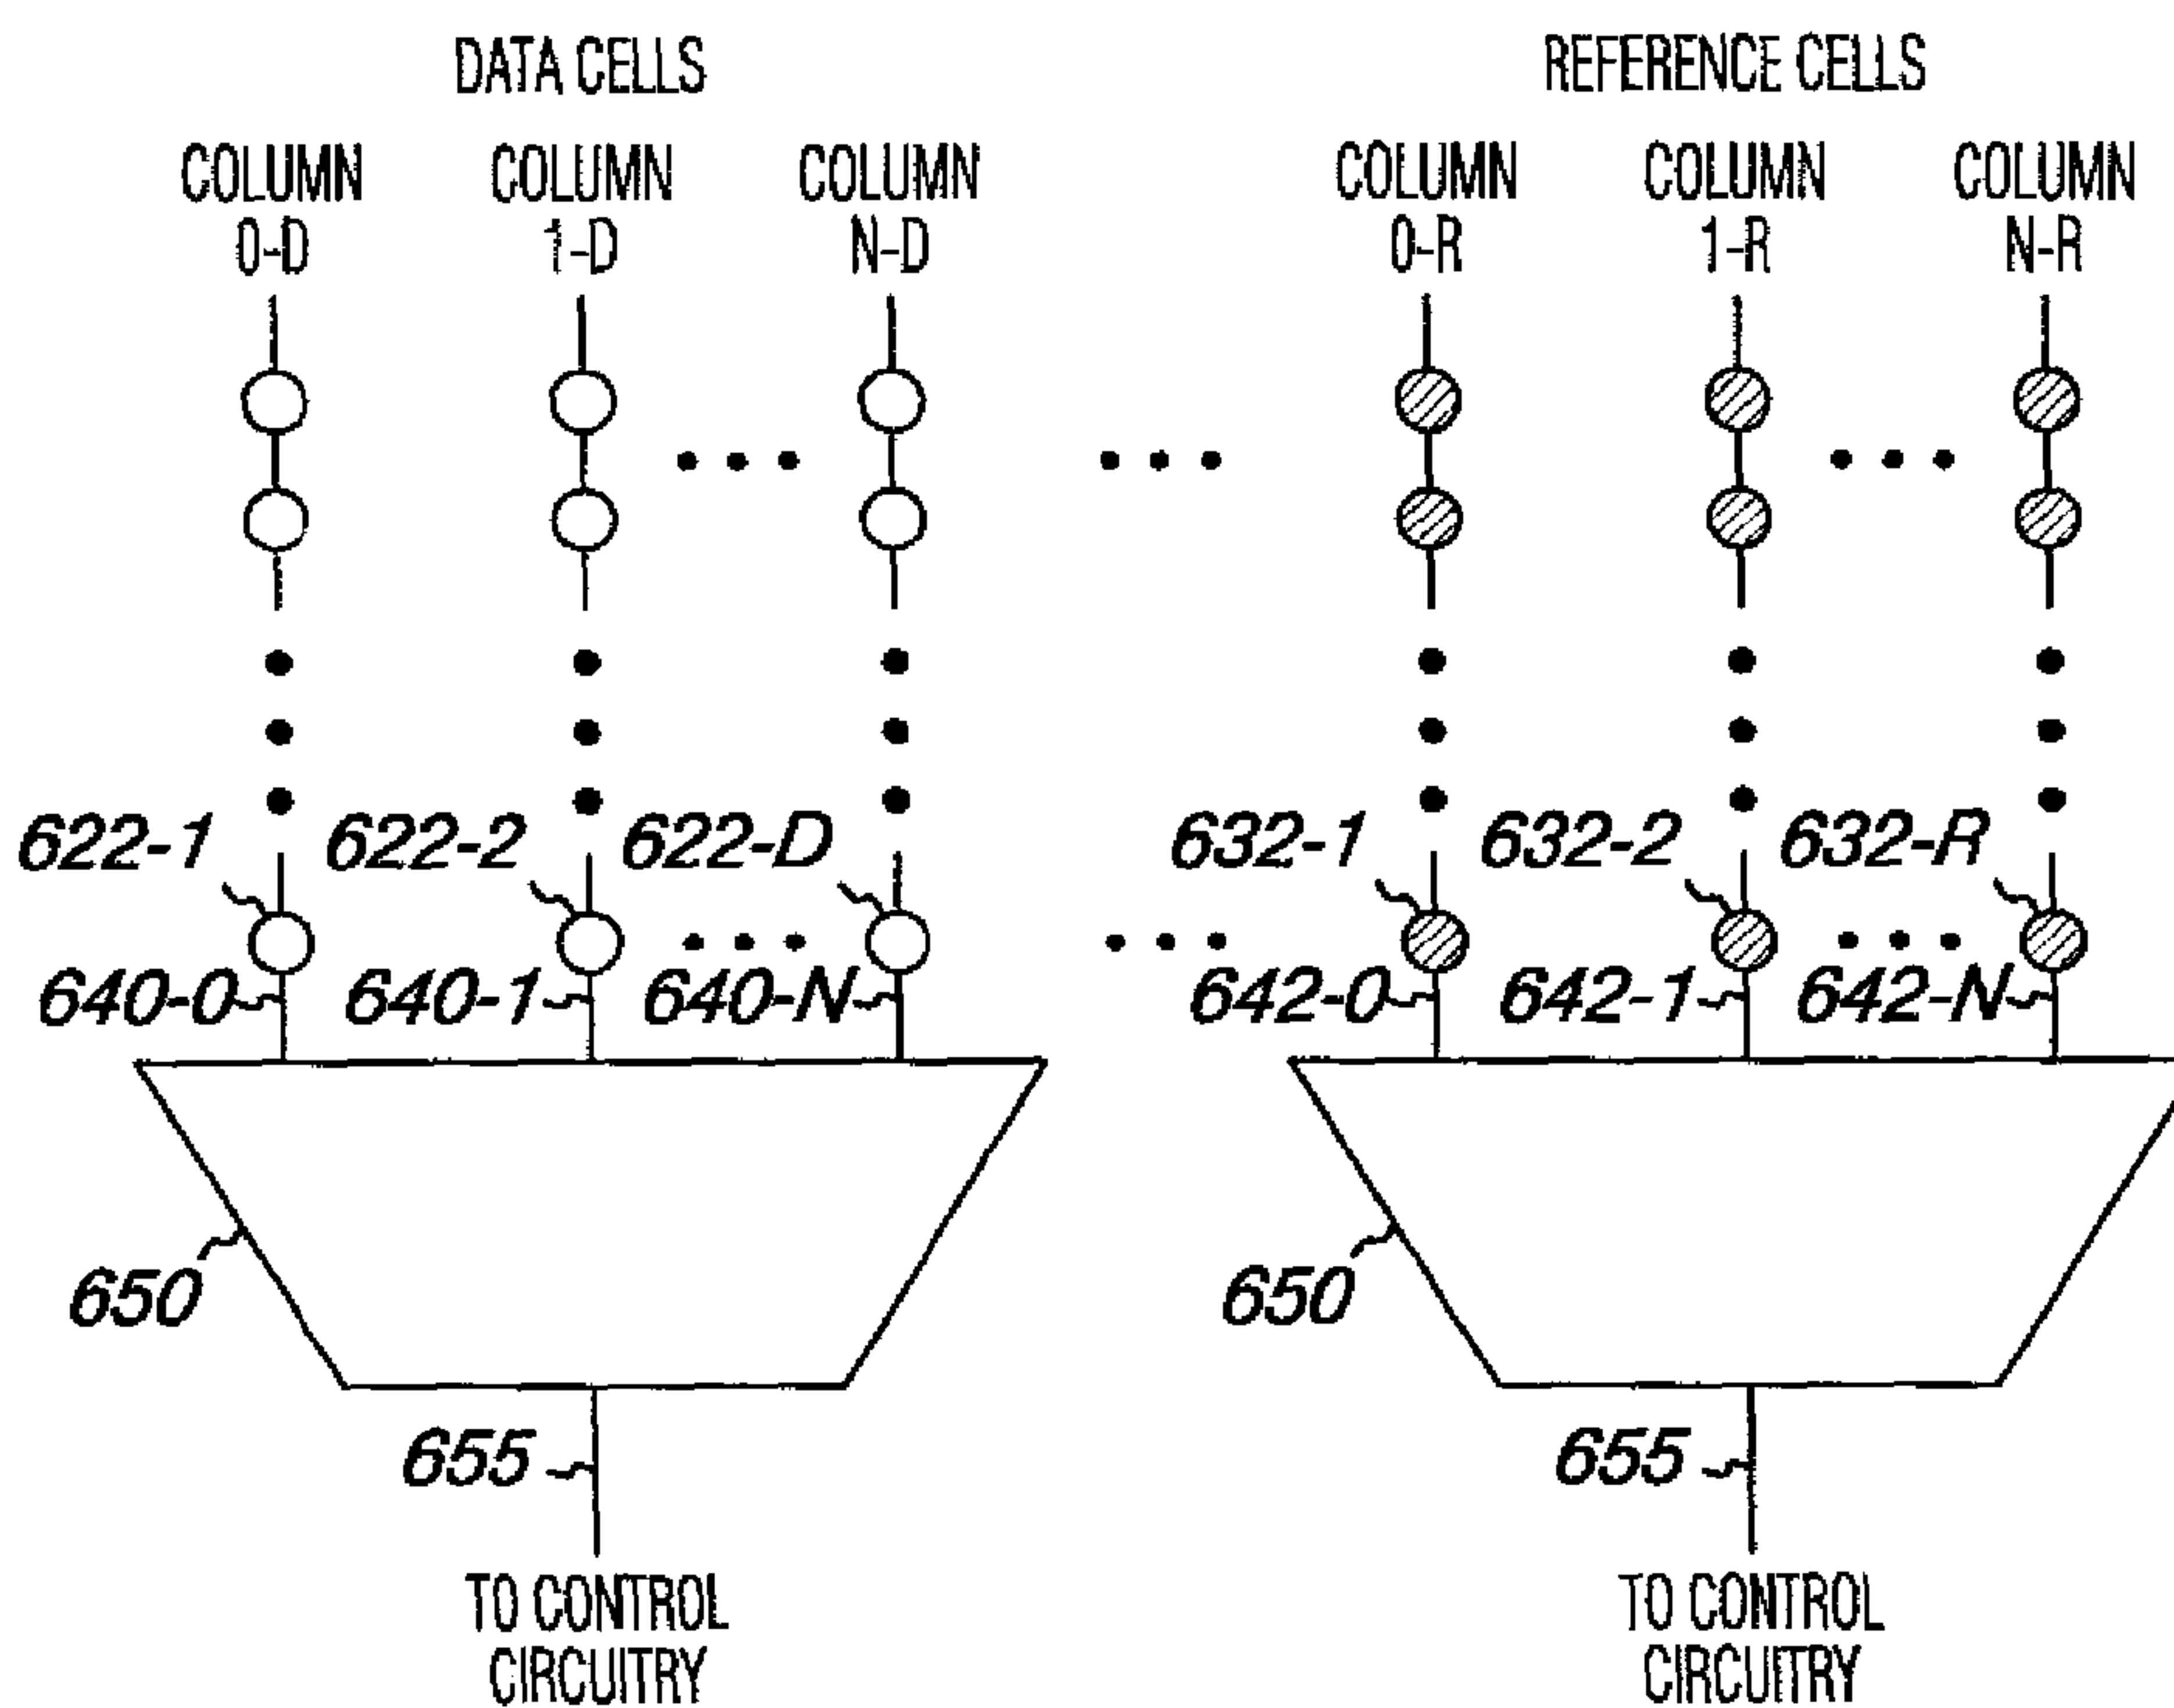 DATA CELLS
REFERENCE CELLS
COLUMN 0-D
COLUMN 1-D
COLUMN N-D
COLUMN 0-R
COLUMN 1-R
COLUMN N-R
622-1
622-2
622-D
632-1
632-2
632-R
640-0
640-1
640-N
642-0
642-1
642-N
650
650
655
655
TO CONTROL
CIRCUITRY
TO CONTROL
CIRCUITRY